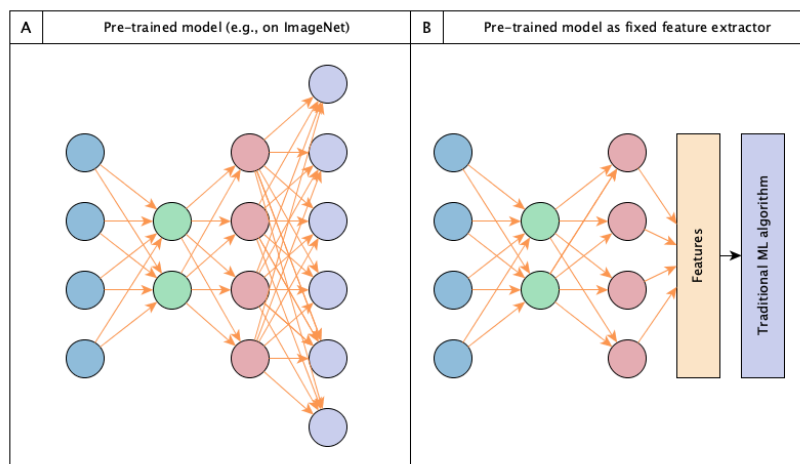 A
Pre-trained model (e.g., on ImageNet)
B
Pre-trained model as fixed feature extractor
Features
Traditional ML algorithm